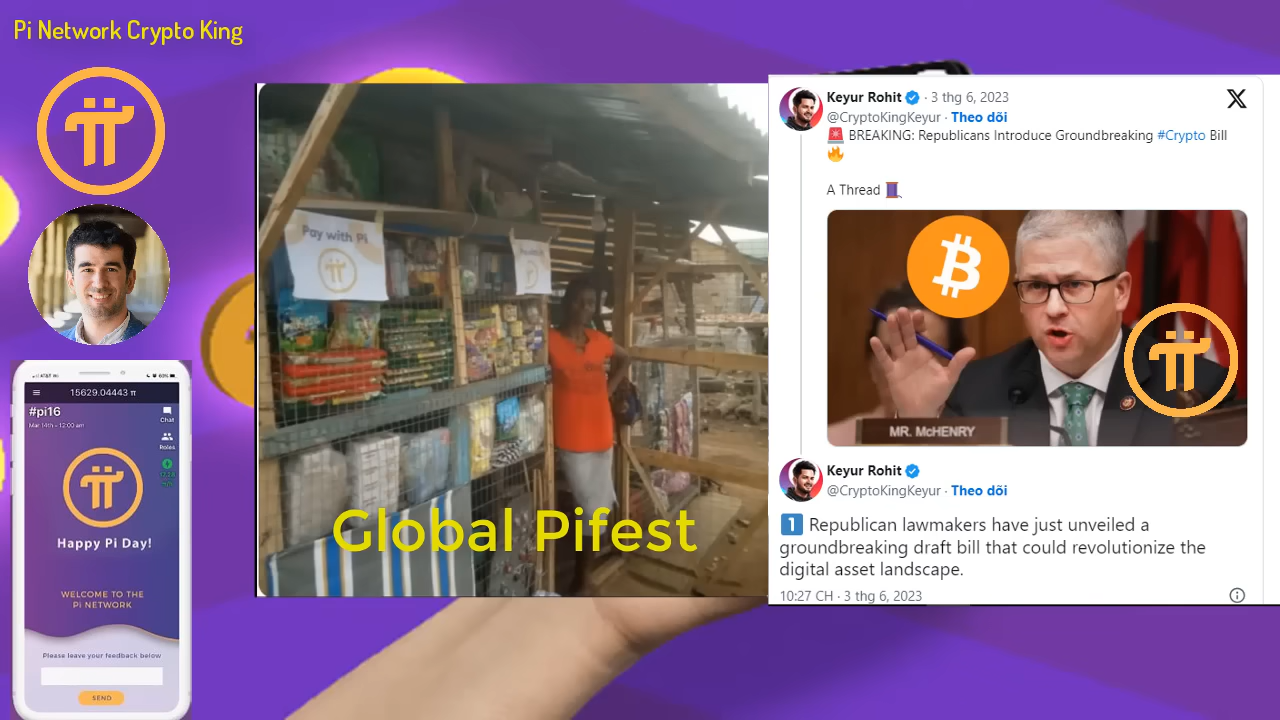 Pi Network Crypto King
15629.04443 π
#pi16
Mar 14th - 12:00 am
Chat
Roles
Happy Pi Day!
WELCOME TO THE
Pi NETWORK
Please leave your feedback below
SEND
Pay with Pi
Global Pifest
Keyur Rohit · 3 thg 6, 2023
@CryptoKingKeyur · Theo dõi
🚨 BREAKING: Republicans Introduce Groundbreaking #Crypto Bill
🔥
A Thread 🧵
MR. McHENRY
Keyur Rohit
@CryptoKingKeyur · Theo dõi
1️⃣ Republican lawmakers have just unveiled a
groundbreaking draft bill that could revolutionize the
digital asset landscape.
10:27 CH · 3 thg 6, 2023